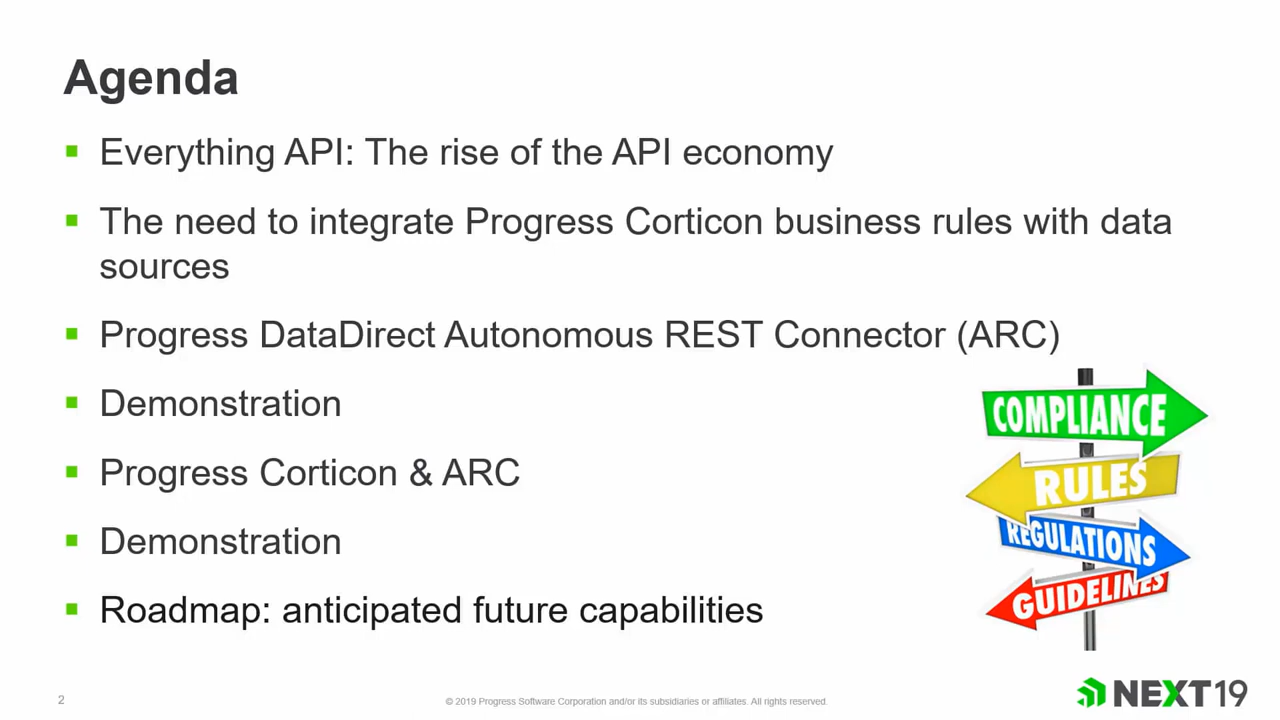 Agenda
Everything API: The rise of the API economy
The need to integrate Progress Corticon business rules with data
sources
Progress DataDirect Autonomous REST Connector (ARC)
Demonstration
Progress Corticon & ARC
Demonstration
Roadmap: anticipated future capabilities
COMPLIANCE
RULES
REGULATIONS
GUIDELINES
2
© 2019 Progress Software Corporation and/or its subsidiaries or affiliates. All rights reserved.
NEXT19